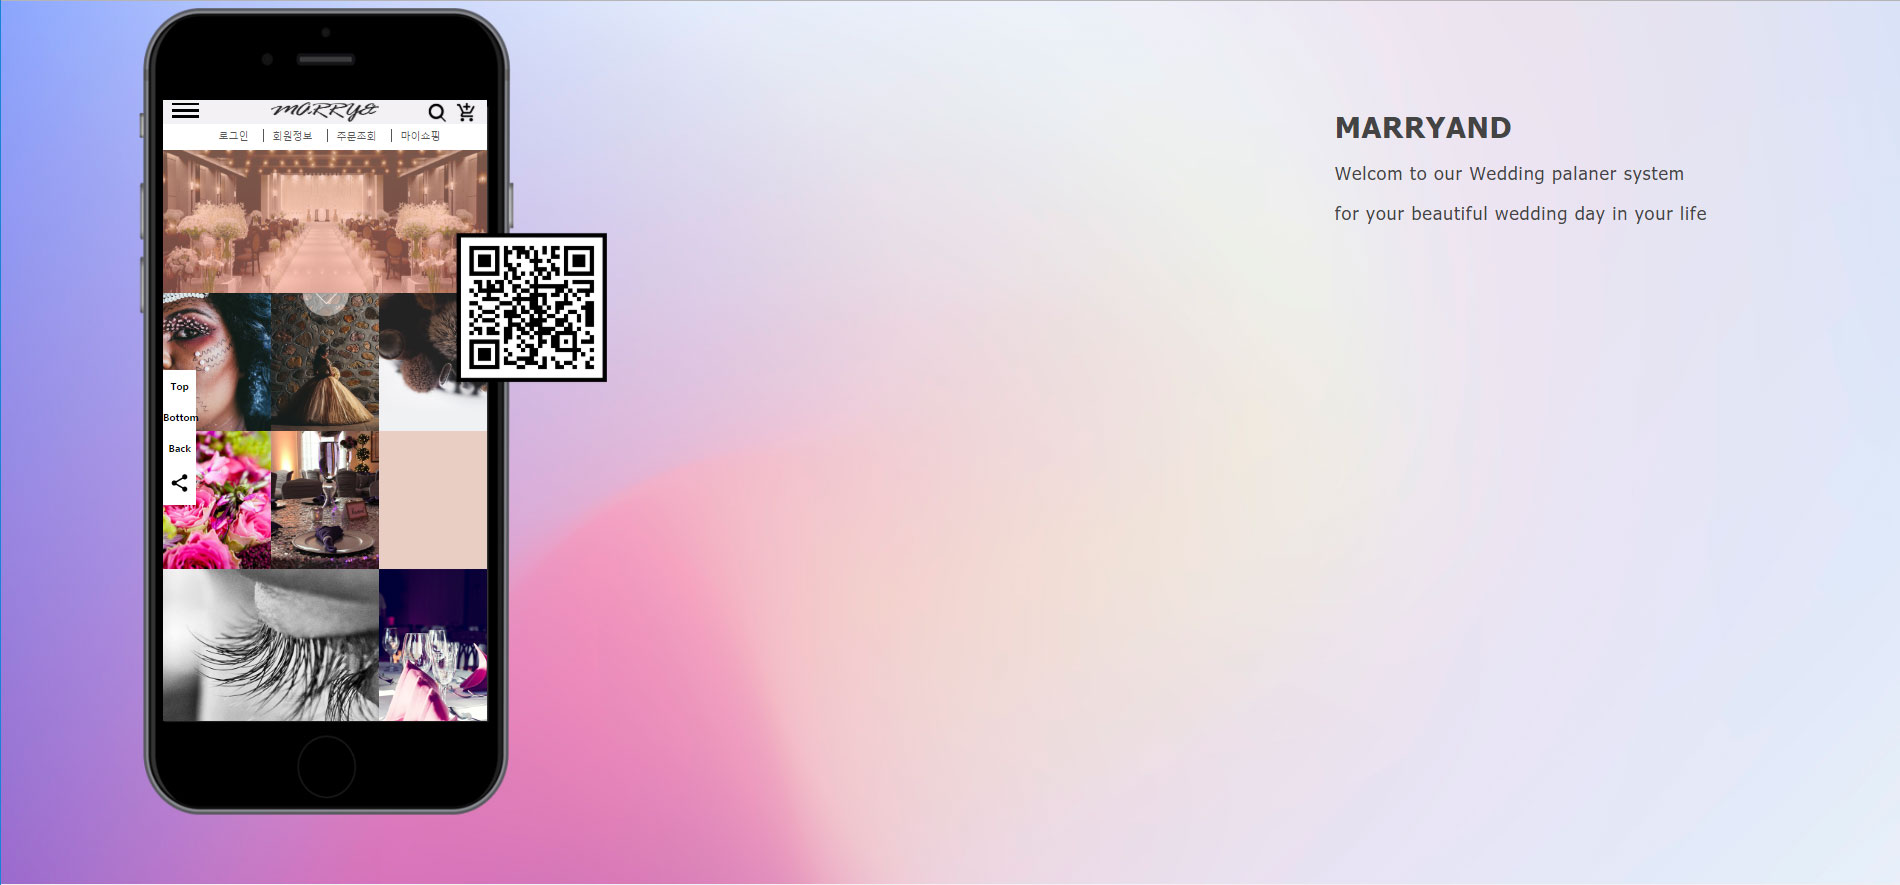 MARRY&
로그인 회원정보 주문조회 마이쇼핑
Top
Bottom
Back
MARRYAND
Welcom to our Wedding palaner system
for your beautiful wedding day in your life